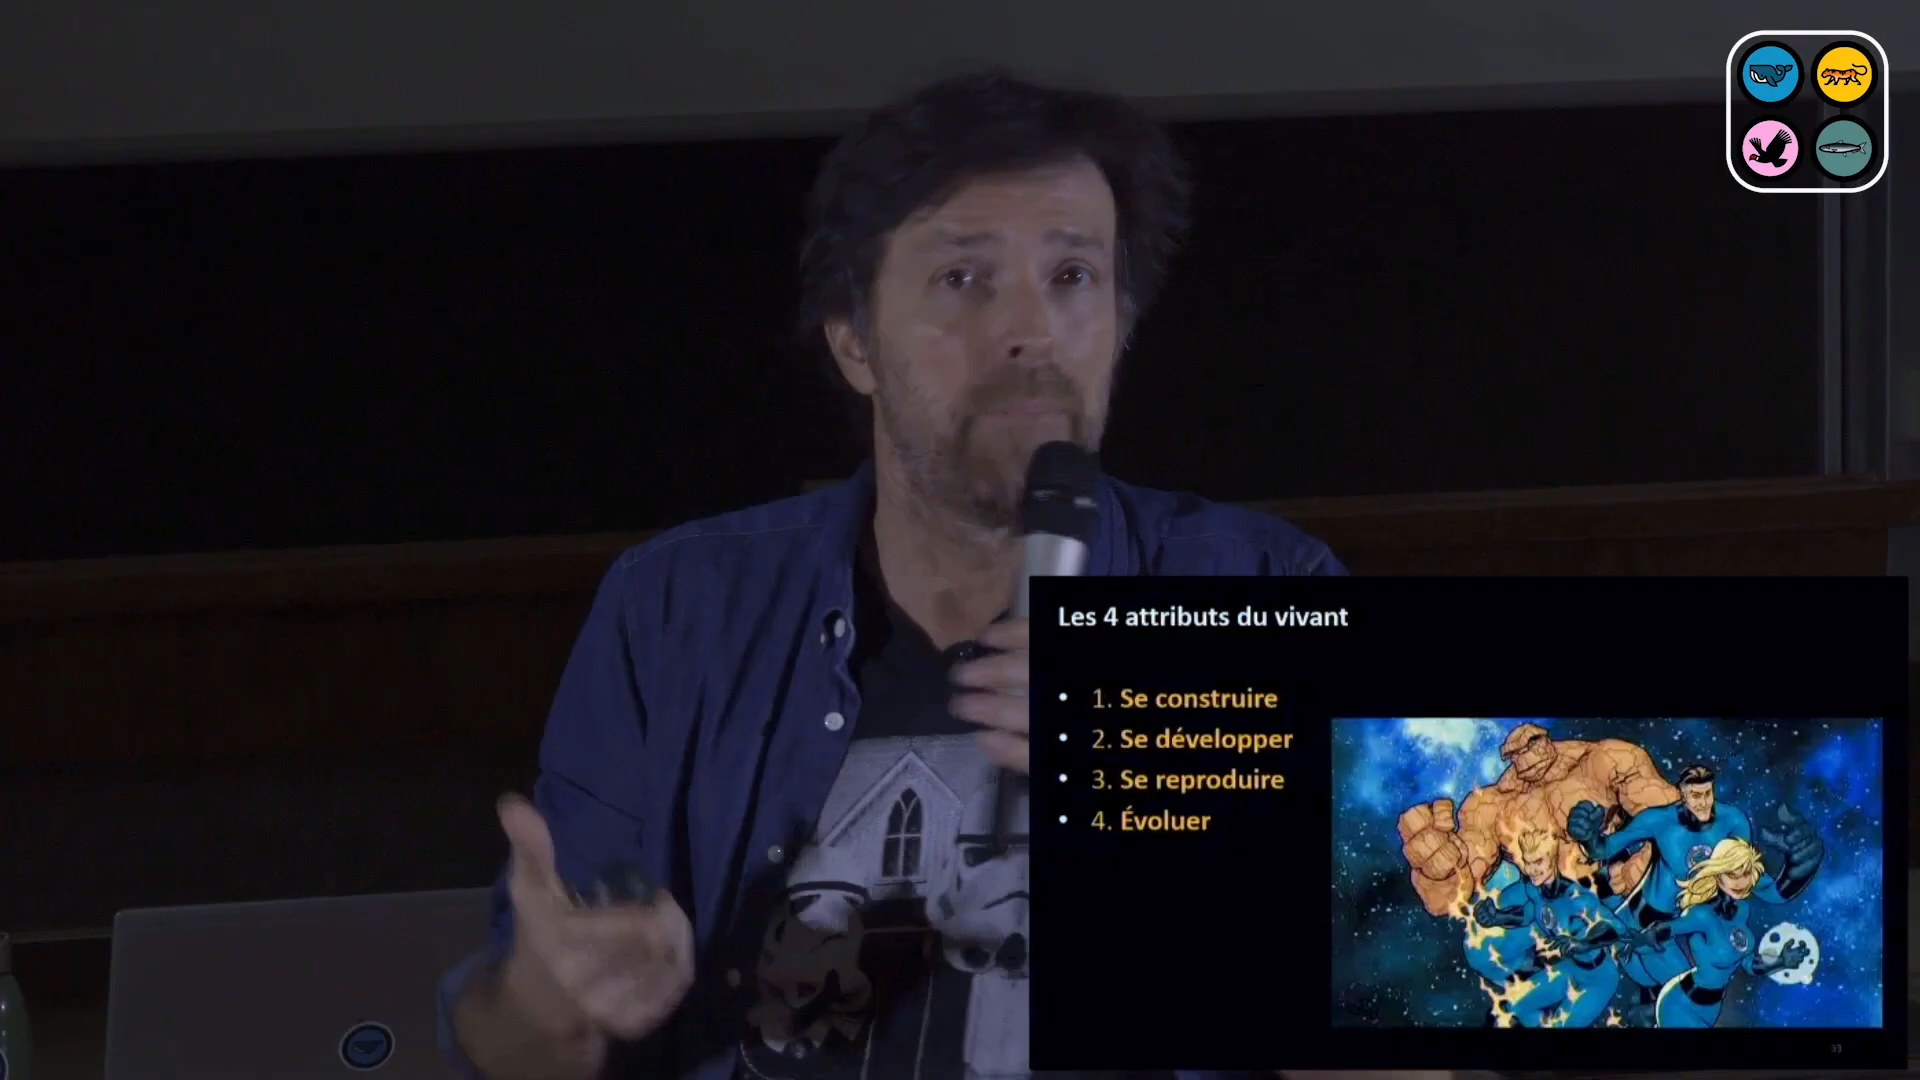 Les 4 attributs du vivant
• 1. Se construire
• 2. Se développer
• 3. Se reproduire
• 4. Évoluer